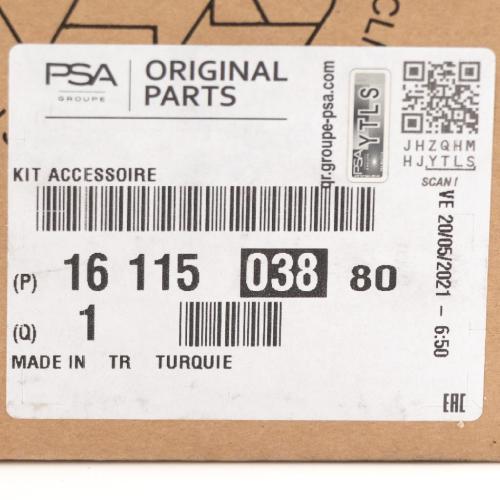 PSA
GROUPE
ORIGINAL
PARTS
qr.groupe-psa.com
PSA YTLS
JHZQHM
HJYTLS
SCAN !
KIT ACCESSOIRE
VE 20/05/2021 - 6:50
(P) 16 115 038 80
(Q) 1
MADE IN TR TURQUIE
EAC